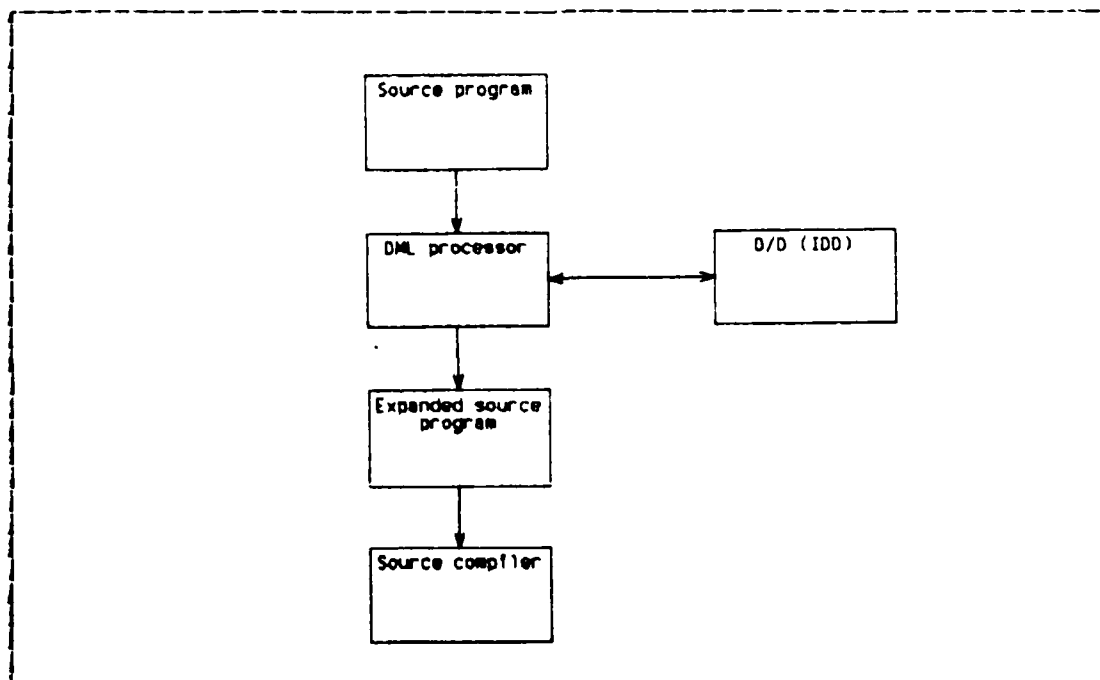 Source program
DML processor
D/D (IDD)
Expanded source
program
Source compiler